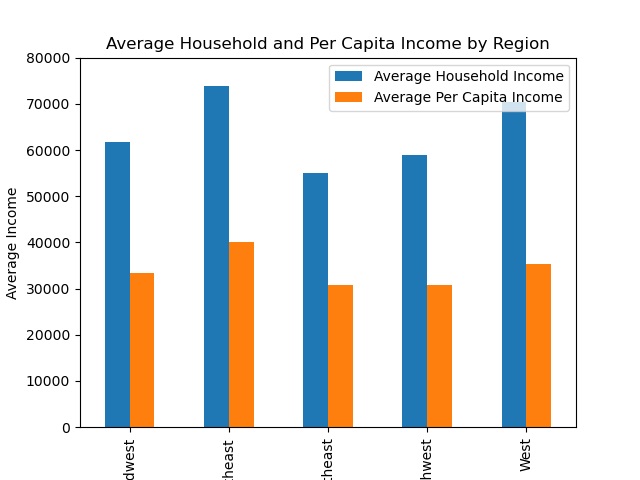 Average Household and Per Capita Income by Region
Average Household Income
Average Per Capita Income
Average Income
80000
70000
60000
50000
40000
30000
20000
10000
0
dwest
theast
theast
hwest
West